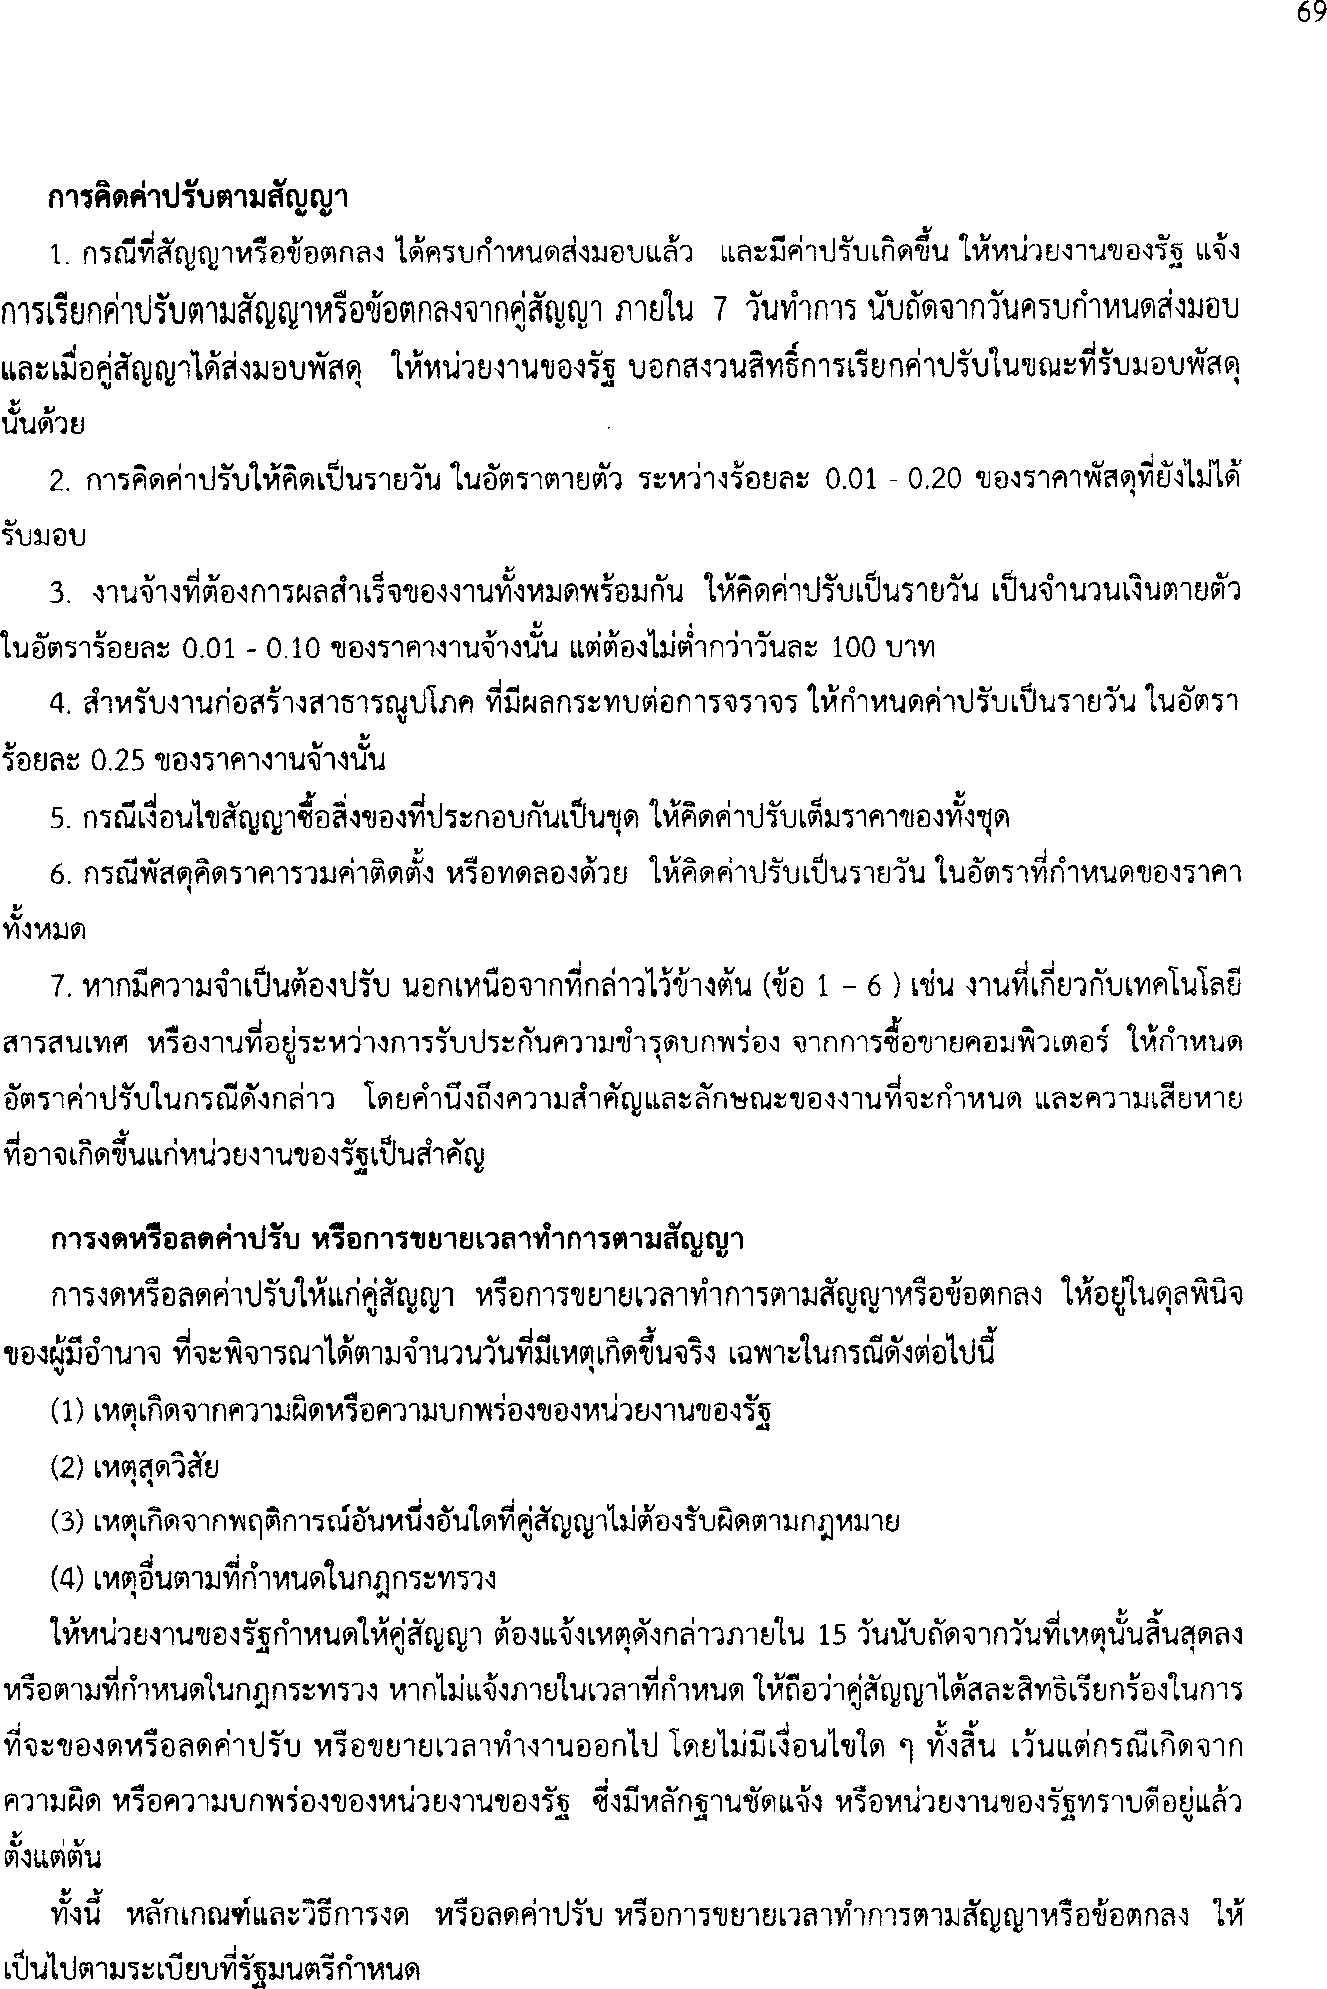 69
การคิดค่าปรับตามสัญญา
1. กรณีที่สัญญาหรือข้อตกลง ได้ครบกำหนดส่งมอบแล้ว และมีค่าปรับเกิดขึ้น ให้หน่วยงานของรัฐ แจ้ง
การเรียกค่าปรับตามสัญญาหรือข้อตกลงจากคู่สัญญา ภายใน 7 วันทำการ นับถัดจากวันครบกำหนดส่งมอบ
และเมื่อคู่สัญญาได้ส่งมอบพัสดุ ให้หน่วยงานของรัฐ บอกสงวนสิทธิ์การเรียกค่าปรับในขณะที่รับมอบพัสดุ
นั้นด้วย
2. การคิดค่าปรับให้คิดเป็นรายวัน ในอัตราตายตัว ระหว่างร้อยละ 0.01 - 0.20 ของราคาพัสดุที่ยังไม่ได้
รับมอบ
3. งานจ้างที่ต้องการผลสำเร็จของงานทั้งหมดพร้อมกัน ให้คิดค่าปรับเป็นรายวัน เป็นจำนวนเงินตายตัว
ในอัตราร้อยละ 0.01 - 0.10 ของราคางานจ้างนั้น แต่ต้องไม่ต่ำกว่าวันละ 100 บาท
4. สำหรับงานก่อสร้างสาธารณูปโภค ที่มีผลกระทบต่อการจราจร ให้กำหนดค่าปรับเป็นรายวัน ในอัตรา
ร้อยละ 0.25 ของราคางานจ้างนั้น
5. กรณีเงื่อนไขสัญญาซื้อสิ่งของที่ประกอบกันเป็นชุด ให้คิดค่าปรับเต็มราคาของทั้งชุด
6. กรณีพัสดุคิดราคารวมค่าติดตั้ง หรือทดลองด้วย ให้คิดค่าปรับเป็นรายวัน ในอัตราที่กำหนดของราคา
ทั้งหมด
7. หากมีความจำเป็นต้องปรับ นอกเหนือจากที่กล่าวไว้ข้างต้น (ข้อ 1 – 6 ) เช่น งานที่เกี่ยวกับเทคโนโลยี
สารสนเทศ หรืองานที่อยู่ระหว่างการรับประกันความชำรุดบกพร่อง จากการซื้อขายคอมพิวเตอร์ ให้กำหนด
อัตราค่าปรับในกรณีดังกล่าว โดยคำนึงถึงความสำคัญและลักษณะของงานที่จะกำหนด และความเสียหาย
ที่อาจเกิดขึ้นแก่หน่วยงานของรัฐเป็นสำคัญ
การงดหรือลดค่าปรับ หรือการขยายเวลาทำการตามสัญญา
การงดหรือลดค่าปรับให้แก่คู่สัญญา หรือการขยายเวลาทำการตามสัญญาหรือข้อตกลง ให้อยู่ในดุลพินิจ
ของผู้มีอำนาจ ที่จะพิจารณาได้ตามจำนวนวันที่มีเหตุเกิดขึ้นจริง เฉพาะในกรณีดังต่อไปนี้
(1) เหตุเกิดจากความผิดหรือความบกพร่องของหน่วยงานของรัฐ
(2) เหตุสุดวิสัย
(3) เหตุเกิดจากพฤติการณ์อันหนึ่งอันใดที่คู่สัญญาไม่ต้องรับผิดตามกฎหมาย
(4) เหตุอื่นตามที่กำหนดในกฎกระทรวง
ให้หน่วยงานของรัฐกำหนดให้คู่สัญญา ต้องแจ้งเหตุดังกล่าวภายใน 15 วันนับถัดจากวันที่เหตุนั้นสิ้นสุดลง
หรือตามที่กำหนดในกฎกระทรวง หากไม่แจ้งภายในเวลาที่กำหนด ให้ถือว่าคู่สัญญาได้สละสิทธิเรียกร้องในการ
ที่จะของดหรือลดค่าปรับ หรือขยายเวลาทำงานออกไป โดยไม่มีเงื่อนไขใด ๆ ทั้งสิ้น เว้นแต่กรณีเกิดจาก
ความผิด หรือความบกพร่องของหน่วยงานของรัฐ ซึ่งมีหลักฐานชัดแจ้ง หรือหน่วยงานของรัฐทราบดีอยู่แล้ว
ตั้งแต่ต้น
ทั้งนี้ หลักเกณฑ์และวิธีการงด หรือลดค่าปรับ หรือการขยายเวลาทำการตามสัญญาหรือข้อตกลง ให้
เป็นไปตามระเบียบที่รัฐมนตรีกำหนด